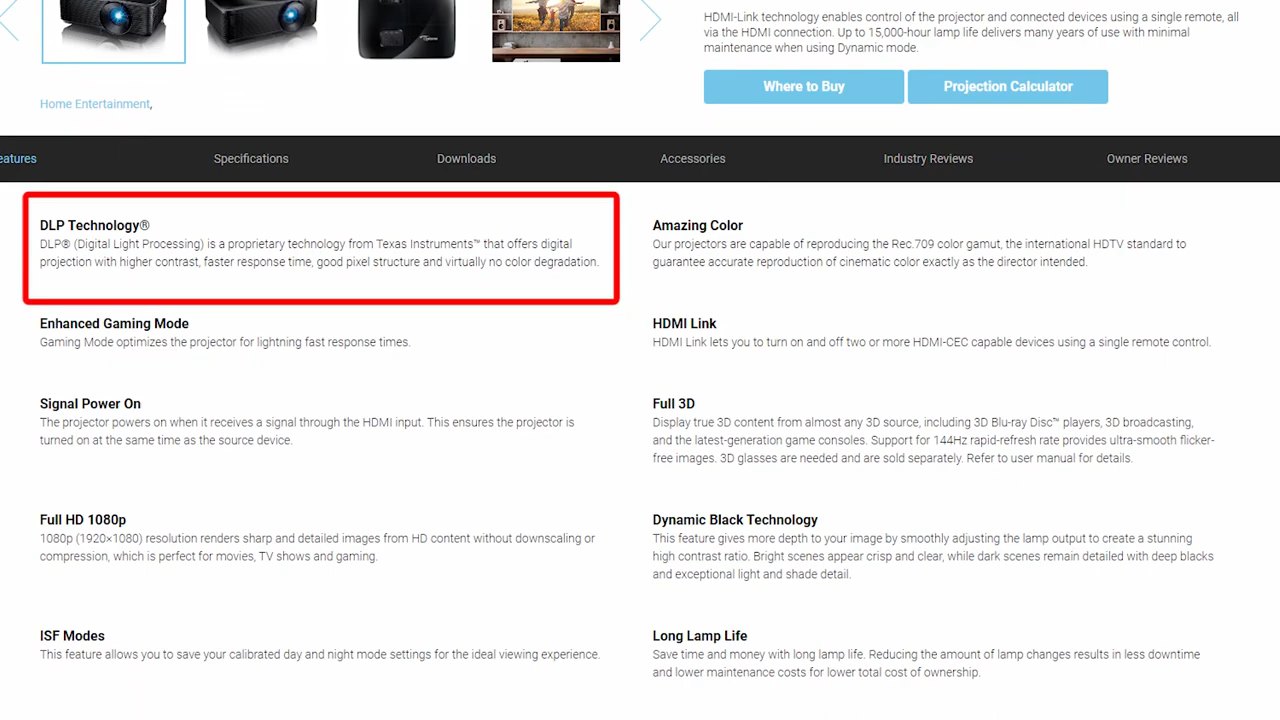 HDMI-Link technology enables control of the projector and connected devices using a single remote, all
via the HDMI connection. Up to 15,000-hour lamp life delivers many years of use with minimal
maintenance when using Dynamic mode.
Where to Buy
Projection Calculator
Home Entertainment,
eatures
Specifications
Downloads
Accessories
Industry Reviews
Owner Reviews
DLP Technology®
DLP® (Digital Light Processing) is a proprietary technology from Texas Instruments™ that offers digital
projection with higher contrast, faster response time, good pixel structure and virtually no color degradation.
Amazing Color
Our projectors are capable of reproducing the Rec.709 color gamut, the international HDTV standard to
guarantee accurate reproduction of cinematic color exactly as the director intended.
Enhanced Gaming Mode
Gaming Mode optimizes the projector for lightning fast response times.
HDMI Link
HDMI Link lets you to turn on and off two or more HDMI-CEC capable devices using a single remote control.
Signal Power On
The projector powers on when it receives a signal through the HDMI input. This ensures the projector is
turned on at the same time as the source device.
Full 3D
Display true 3D content from almost any 3D source, including 3D Blu-ray Disc™ players, 3D broadcasting,
and the latest-generation game consoles. Support for 144Hz rapid-refresh rate provides ultra-smooth flicker-
free images. 3D glasses are needed and are sold separately. Refer to user manual for details.
Full HD 1080p
1080p (1920×1080) resolution renders sharp and detailed images from HD content without downscaling or
compression, which is perfect for movies, TV shows and gaming.
Dynamic Black Technology
This feature gives more depth to your image by smoothly adjusting the lamp output to create a stunning
high contrast ratio. Bright scenes appear crisp and clear, while dark scenes remain detailed with deep blacks
and exceptional light and shade detail.
ISF Modes
This feature allows you to save your calibrated day and night mode settings for the ideal viewing experience.
Long Lamp Life
Save time and money with long lamp life. Reducing the amount of lamp changes results in less downtime
and lower maintenance costs for lower total cost of ownership.